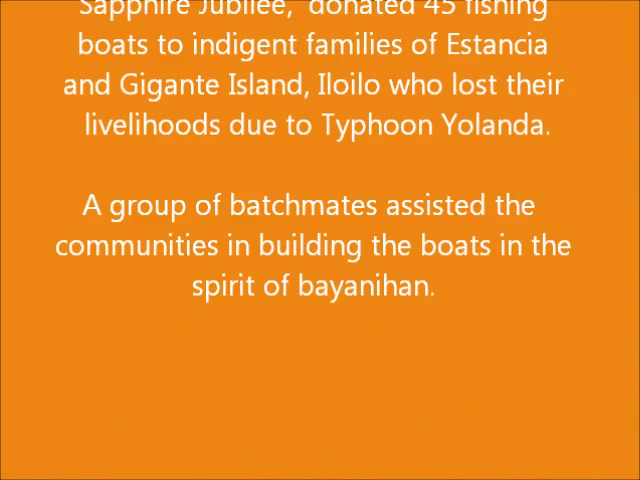 Sapphire Jubilee,  donated 45 fishing
boats to indigent families of Estancia
and Gigante Island, Iloilo who lost their
livelihoods due to Typhoon Yolanda.
A group of batchmates assisted the
communities in building the boats in the
spirit of bayanihan.